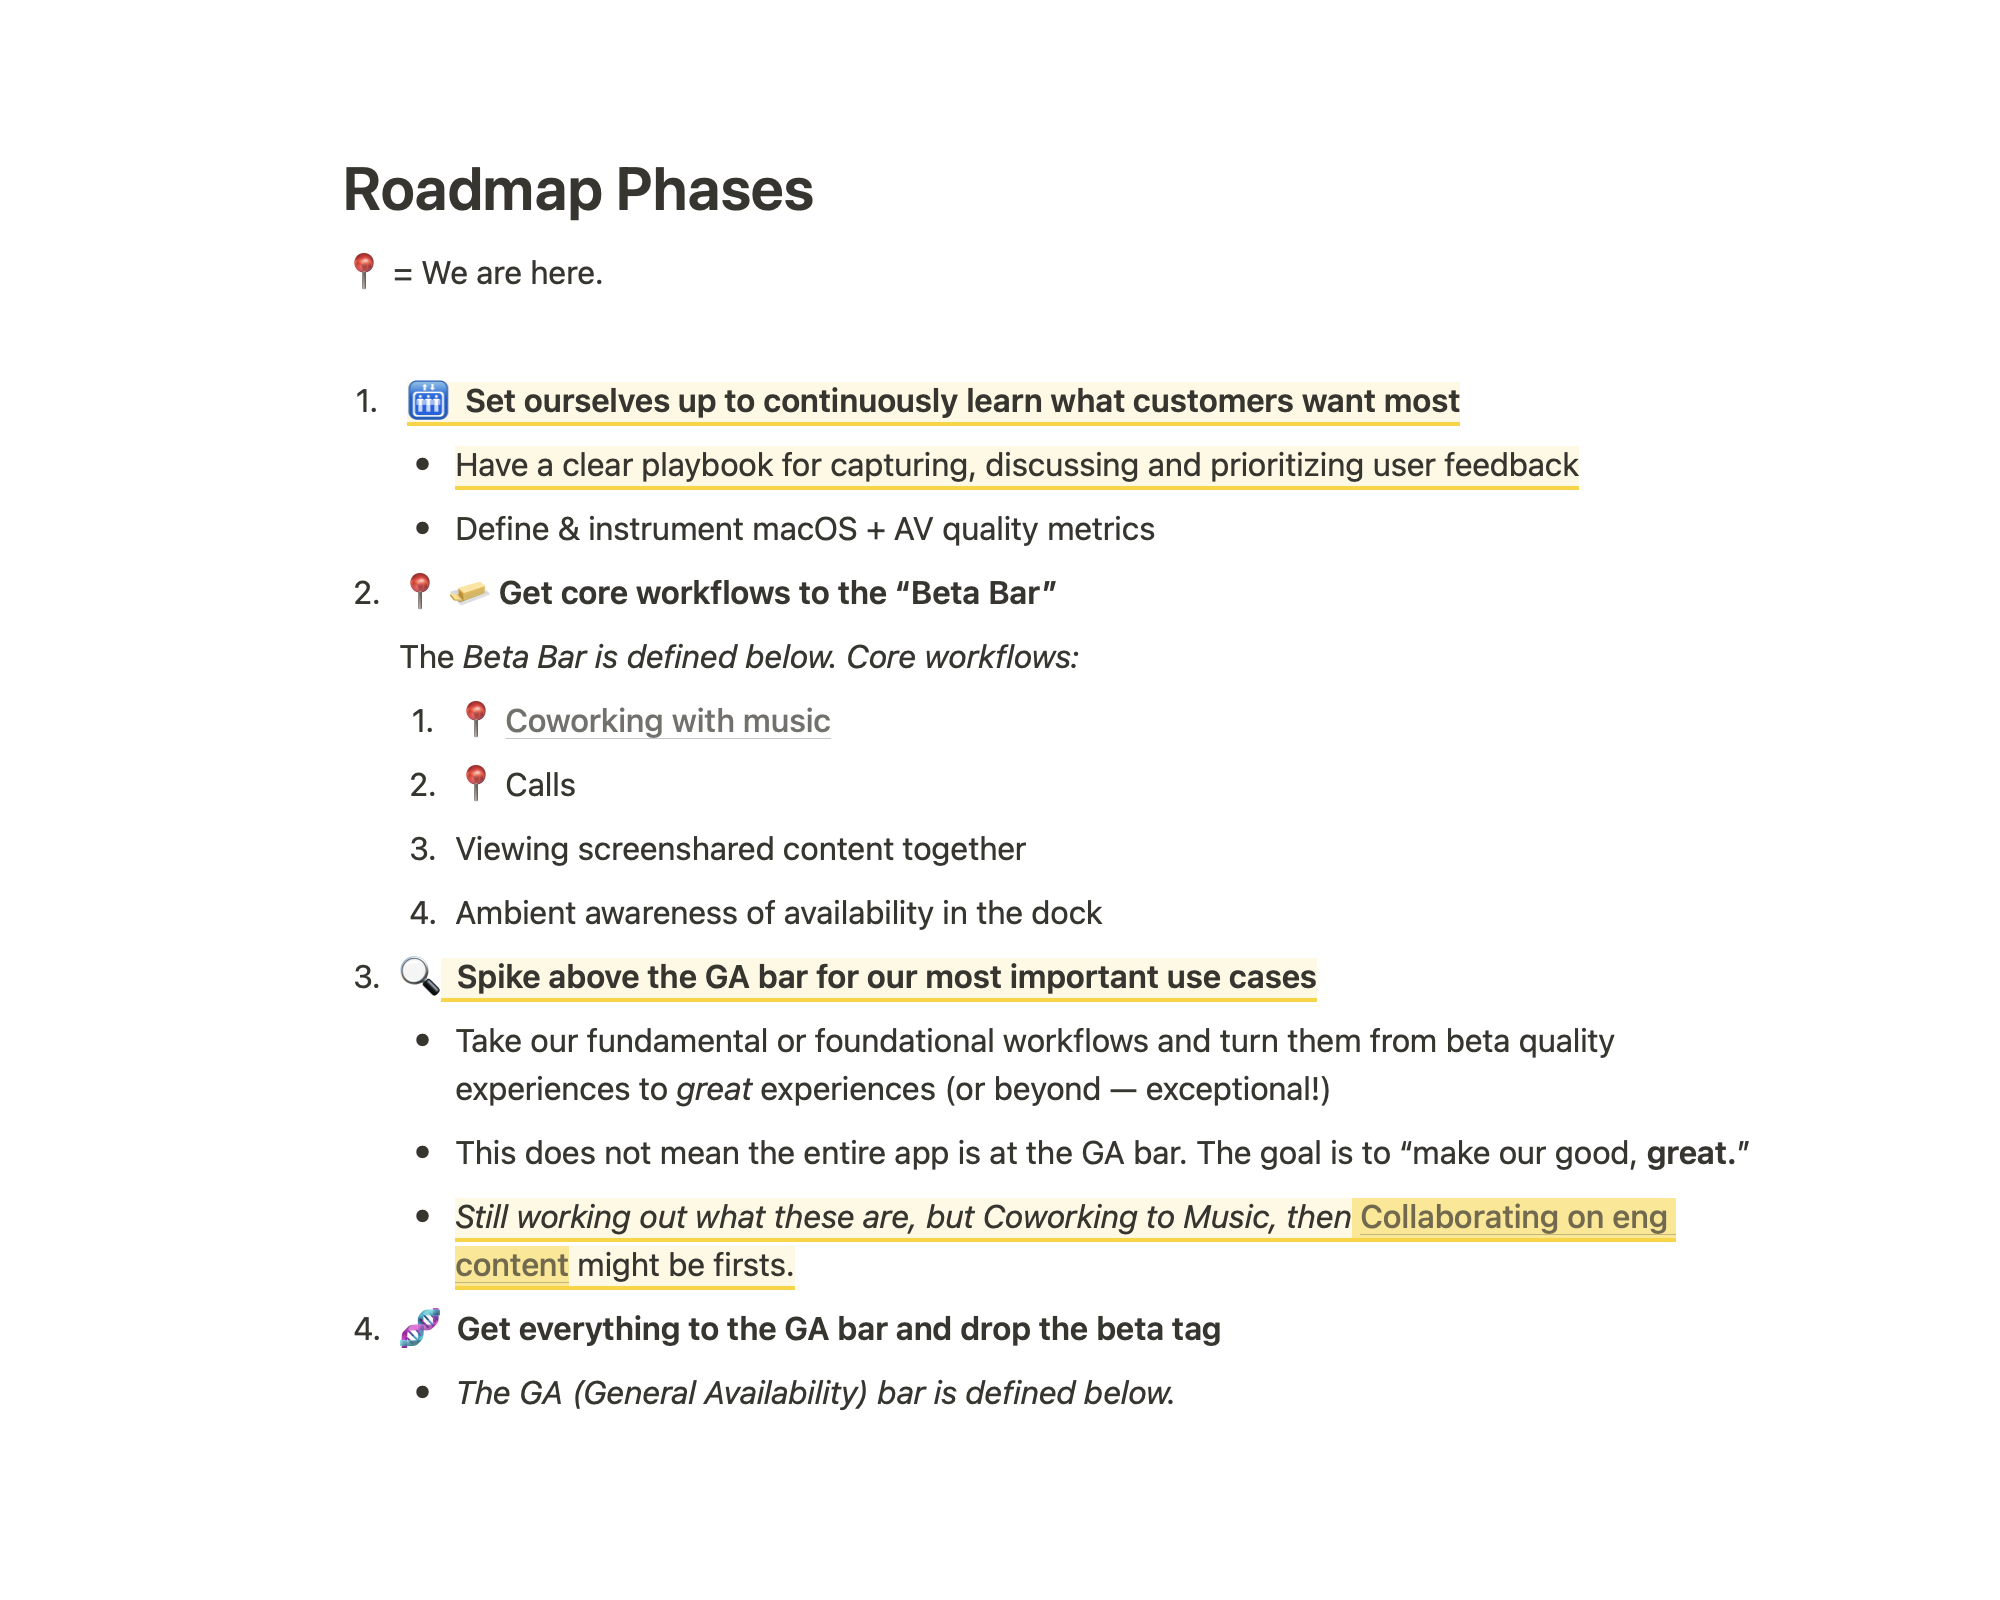 Roadmap Phases
📍 = We are here.
1. 🛗 Set ourselves up to continuously learn what customers want most
• Have a clear playbook for capturing, discussing and prioritizing user feedback
• Define & instrument macOS + AV quality metrics
2. 📍 🧈 Get core workflows to the “Beta Bar”
The Beta Bar is defined below. Core workflows:
1. 📍 Coworking with music
2. 📍 Calls
3. Viewing screenshared content together
4. Ambient awareness of availability in the dock
3. 🔍 Spike above the GA bar for our most important use cases
• Take our fundamental or foundational workflows and turn them from beta quality
experiences to great experiences (or beyond — exceptional!)
• This does not mean the entire app is at the GA bar. The goal is to “make our good, great.”
• Still working out what these are, but Coworking to Music, then Collaborating on eng
content might be firsts.
4. 🧬 Get everything to the GA bar and drop the beta tag
• The GA (General Availability) bar is defined below.